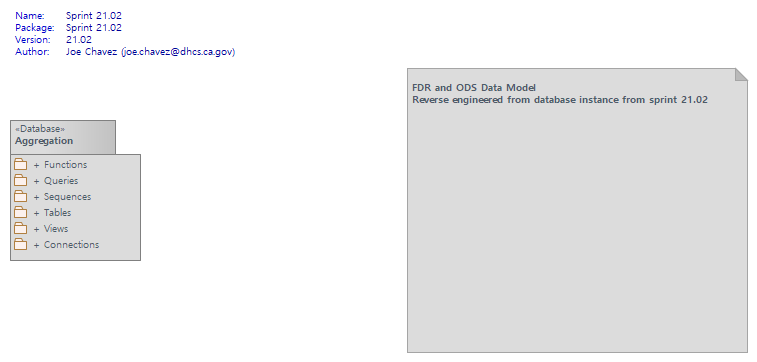 Name: Sprint 21.02
Package: Sprint 21.02
Version: 21.02
Author: Joe Chavez (joe.chavez@dhcs.ca.gov)
FDR and ODS Data Model
Reverse engineered from database instance from sprint 21.02
«Database»
Aggregation
+ Functions
+ Queries
+ Sequences
+ Tables
+ Views
+ Connections